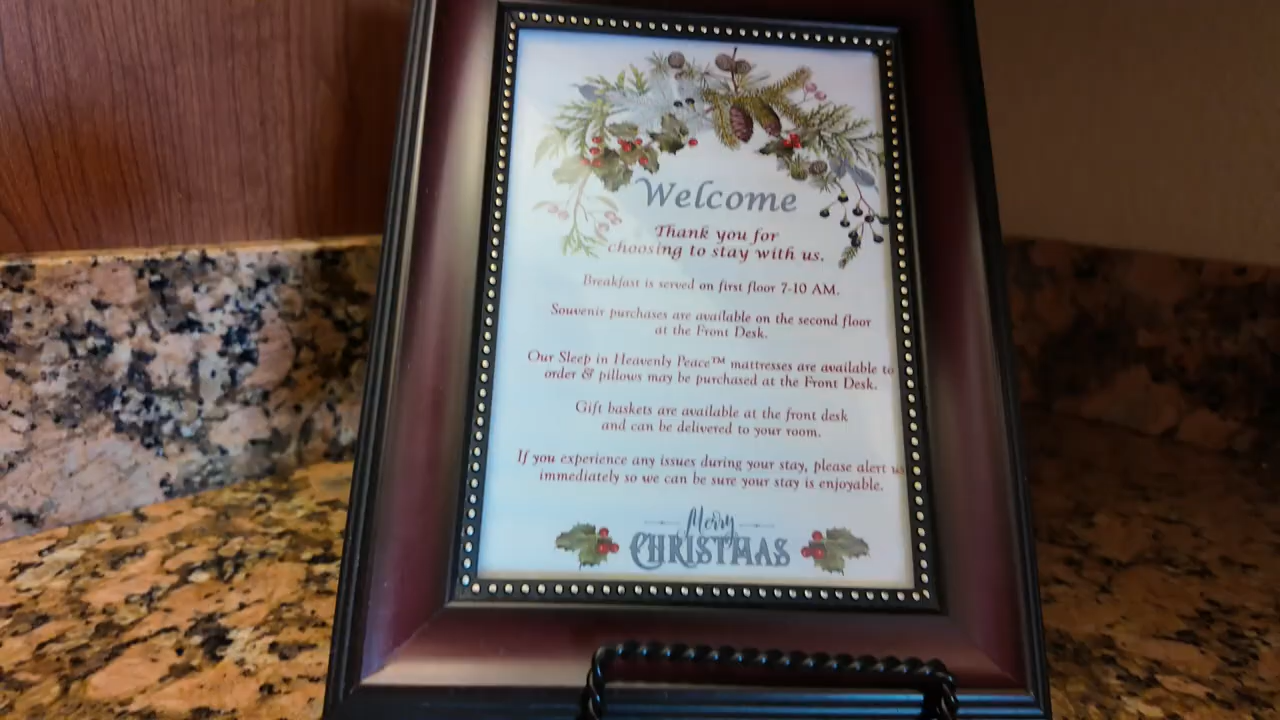 Welcome
Thank you for
choosing to stay with us.
Breakfast is served on first floor 7-10 AM.
Souvenir purchases are available on the second floor
at the Front Desk.
Our Sleep in Heavenly Peace™ mattresses are available to
order & pillows may be purchased at the Front Desk.
Gift baskets are available at the front desk
and can be delivered to your room.
If you experience any issues during your stay, please alert us
immediately so we can be sure your stay is enjoyable.
Merry
CHRISTMAS